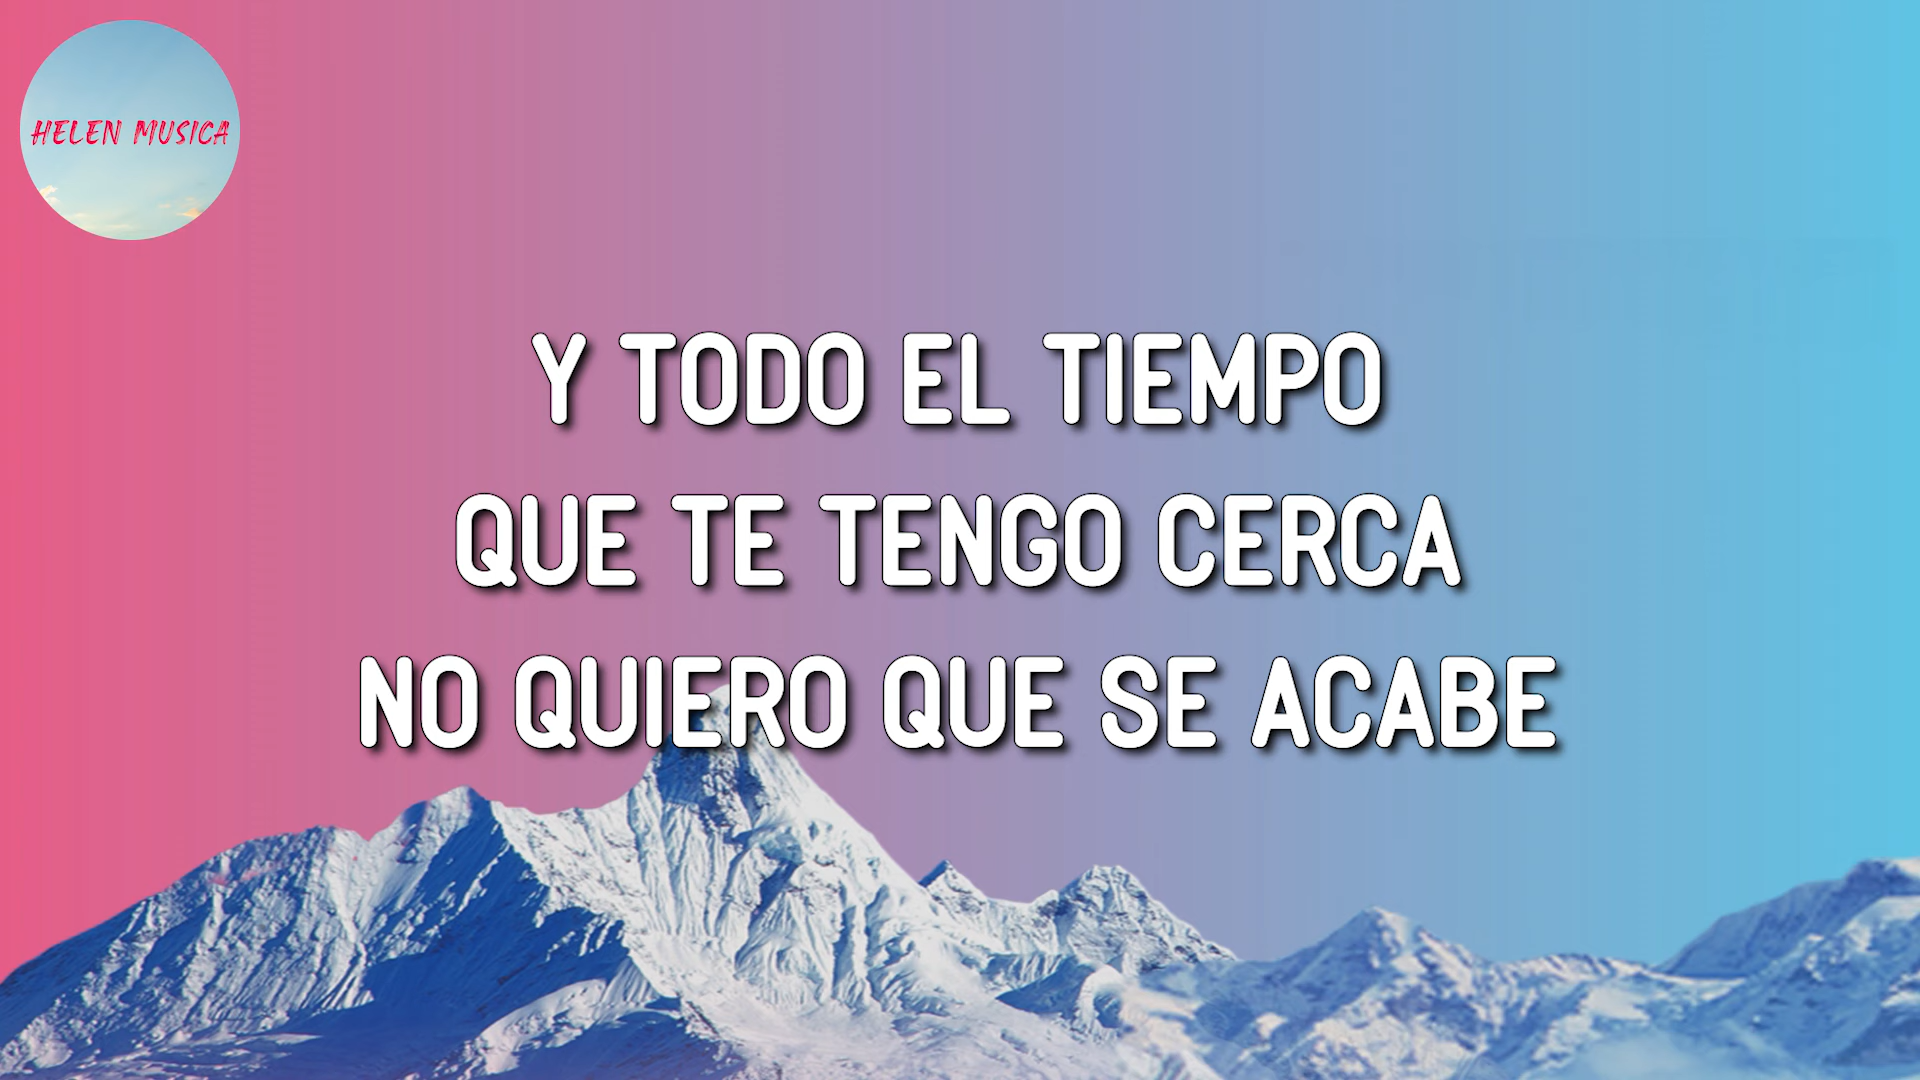 HELEN MUSICA
Y TODO EL TIEMPO
QUE TE TENGO CERCA
NO QUIERO QUE SE ACABE